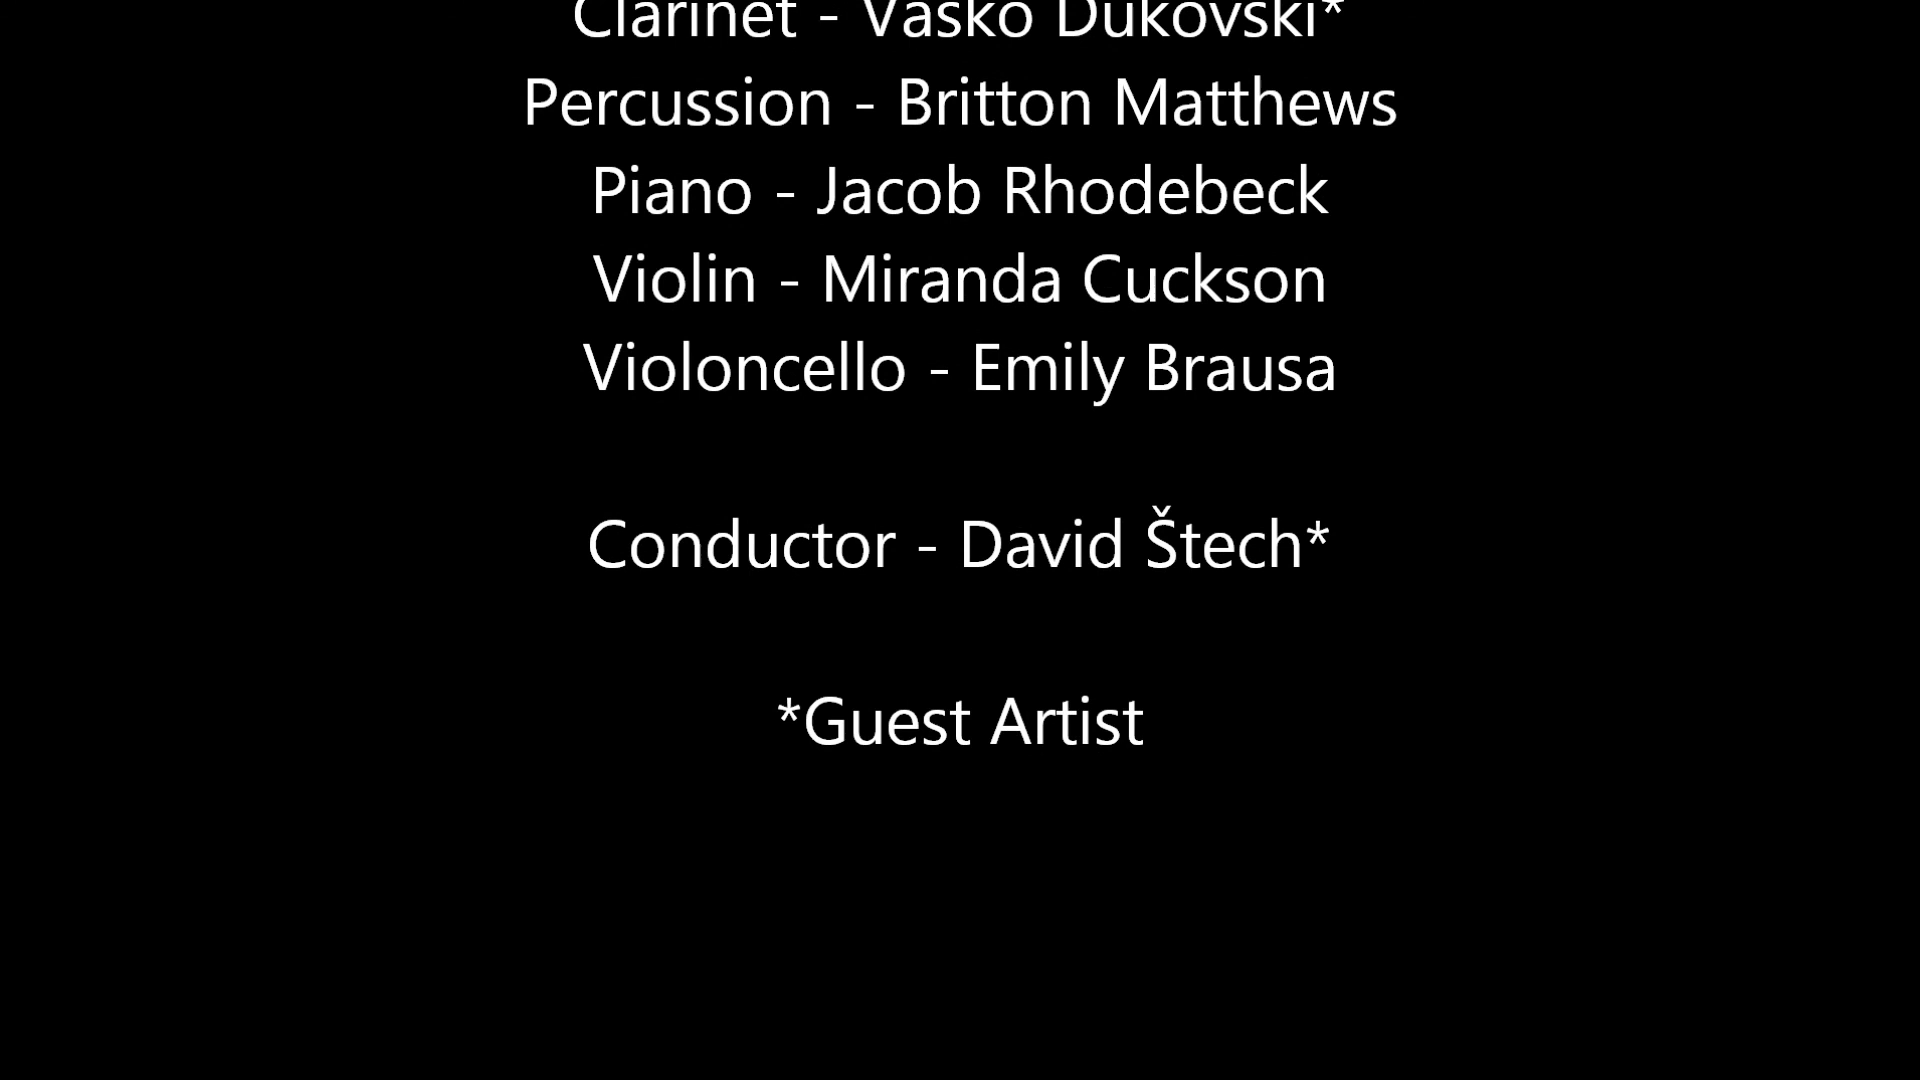 Clarinet - Vasko Dukovski*
Percussion - Britton Matthews
Piano - Jacob Rhodebeck
Violin - Miranda Cuckson
Violoncello - Emily Brausa
Conductor - David Štech*
*Guest Artist